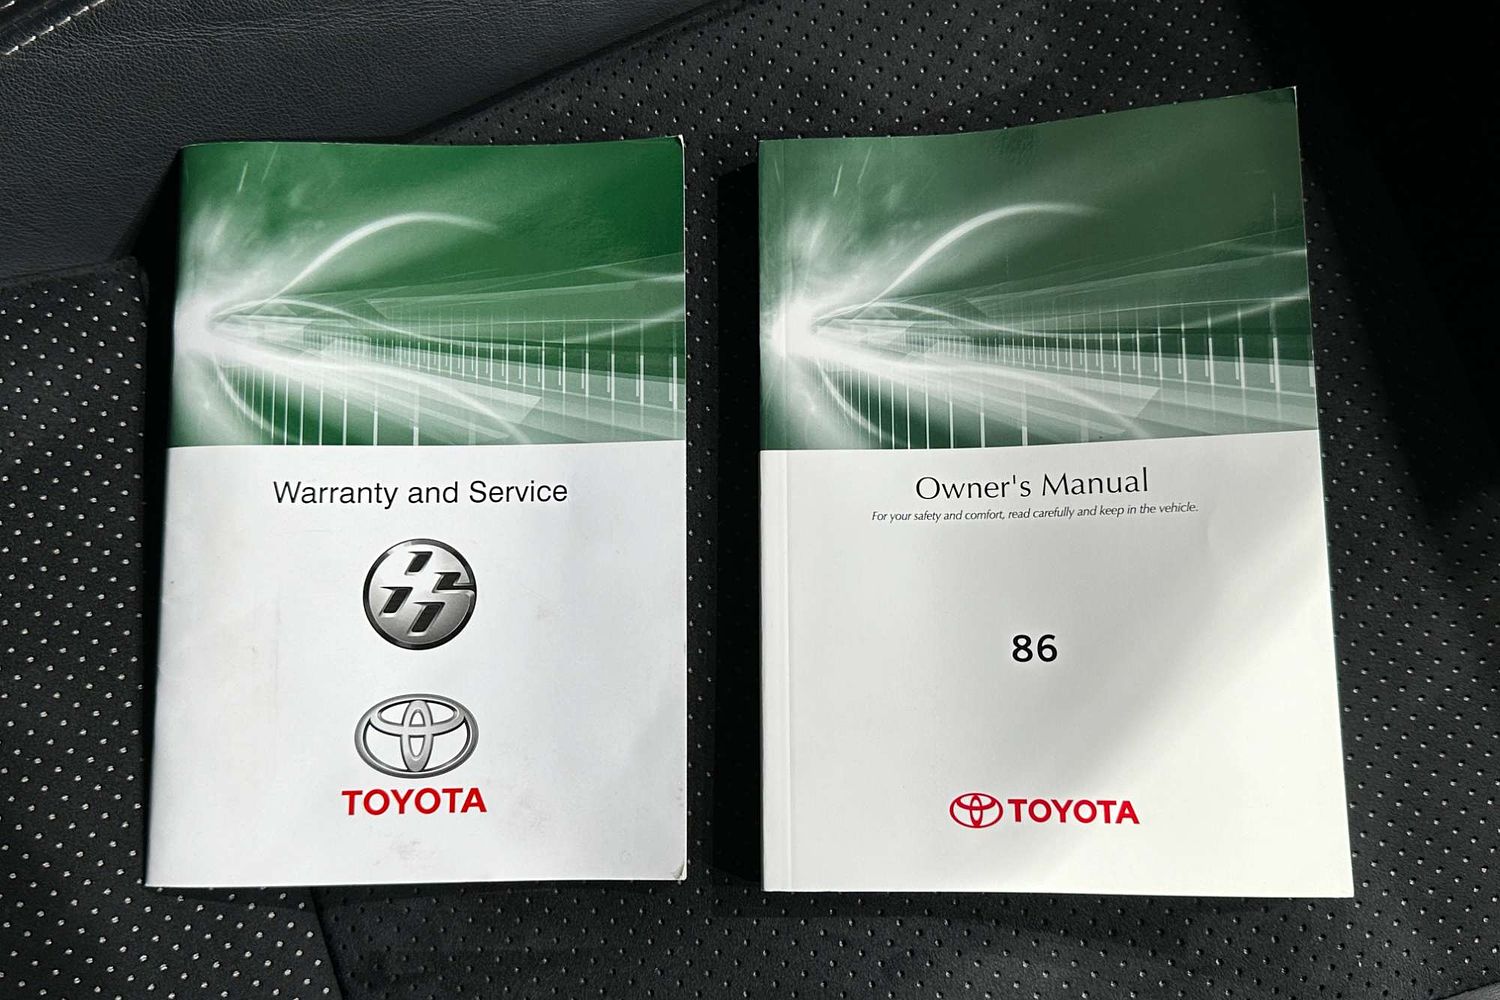 Warranty and Service
TOYOTA
Owner's Manual
For your safety and comfort, read carefully and keep in the vehicle.
86
TOYOTA